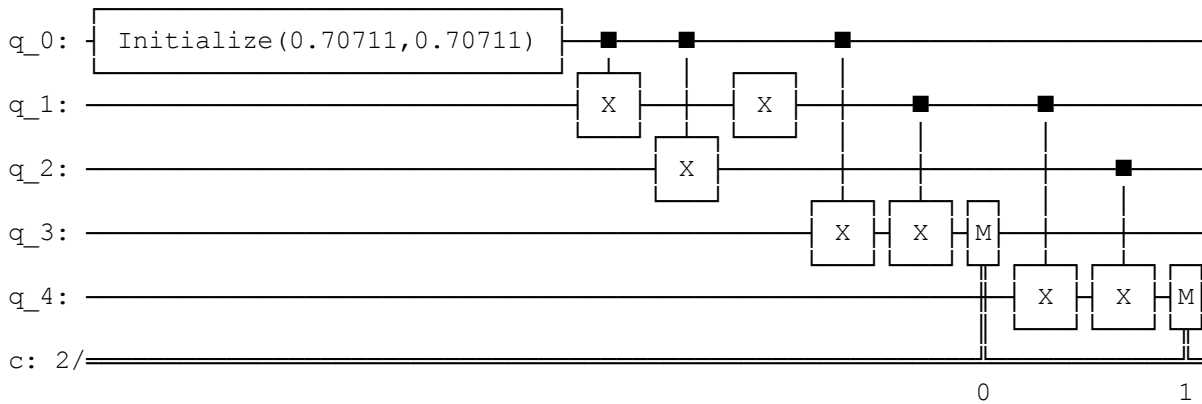 q_0: Initialize(0.70711,0.70711)
q_1: X X
q_2: X
q_3: X X M
q_4: X X M
c: 2/
0 1